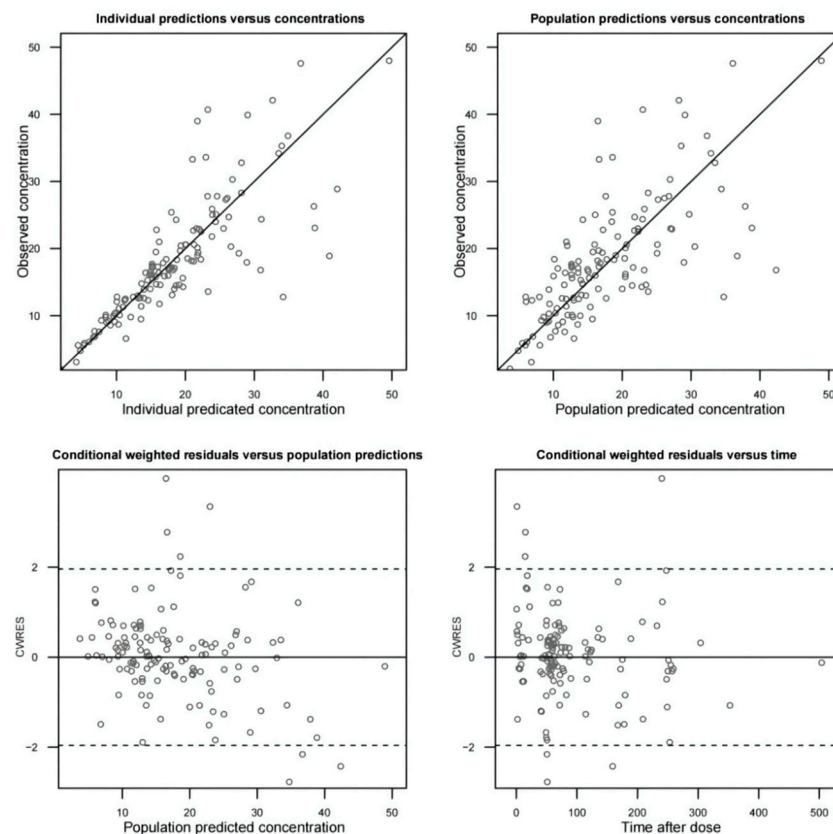 Individual predictions versus concentrations
Observed concentration
50
40
30
20
10
10 20 30 40 50
Individual predicated concentration
Population predictions versus concentrations
Observed concentration
50
40
30
20
10
10 20 30 40 50
Population predicated concentration
Conditional weighted residuals versus population predictions
CWRES
2
0
−2
10 20 30 40 50
Population predicted concentration
Conditional weighted residuals versus time
CWRES
2
0
−2
0 100 200 300 400 500
Time after dose